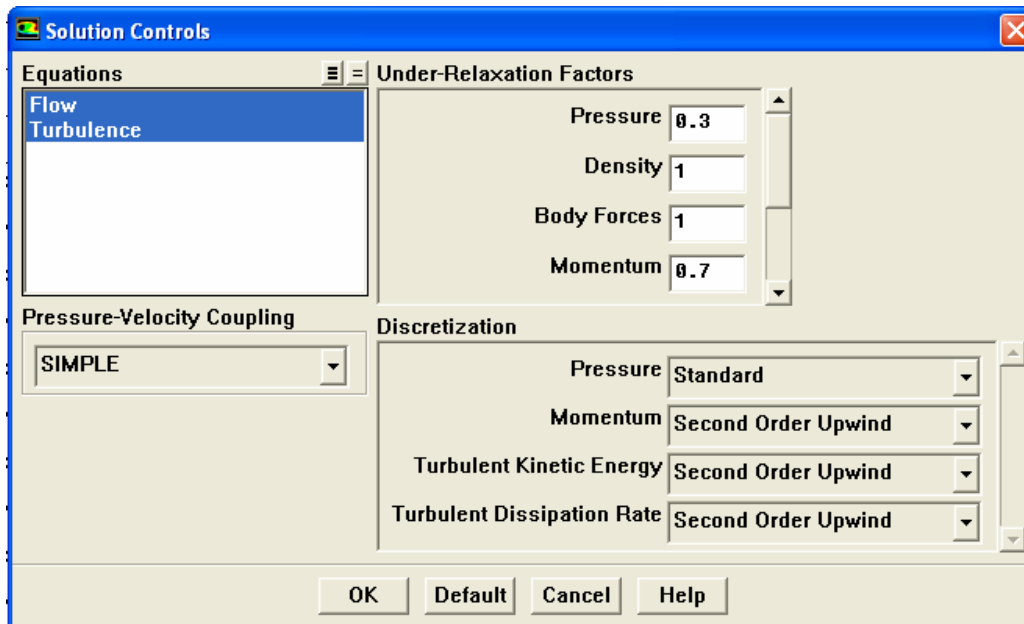 Solution Controls
Equations
Flow
Turbulence
Pressure-Velocity Coupling
SIMPLE
Under-Relaxation Factors
Pressure 0.3
Density 1
Body Forces 1
Momentum 0.7
Discretization
Pressure Standard
Momentum Second Order Upwind
Turbulent Kinetic Energy Second Order Upwind
Turbulent Dissipation Rate Second Order Upwind
OK Default Cancel Help